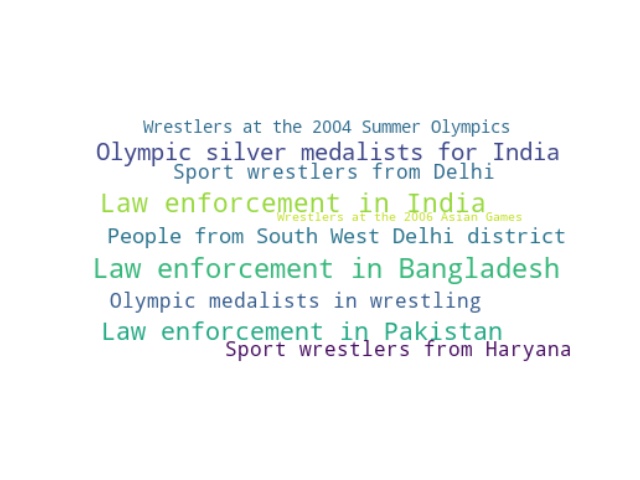 Wrestlers at the 2004 Summer Olympics
Olympic silver medalists for India
Sport wrestlers from Delhi
Law enforcement in India
Wrestlers at the 2006 Asian Games
People from South West Delhi district
Law enforcement in Bangladesh
Olympic medalists in wrestling
Law enforcement in Pakistan
Sport wrestlers from Haryana